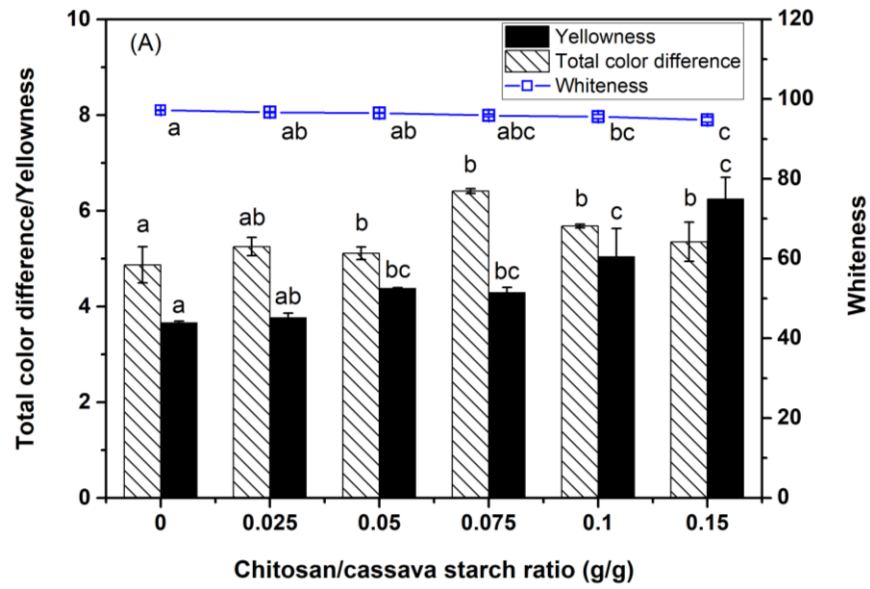 10
8
6
4
2
0
Total color difference/Yellowness
(A)
Yellowness
Total color difference
Whiteness
a ab ab abc bc c
a ab b b b b
a ab bc bc c c
120
100
80
60
40
20
0
Whiteness
0 0.025 0.05 0.075 0.1 0.15
Chitosan/cassava starch ratio (g/g)